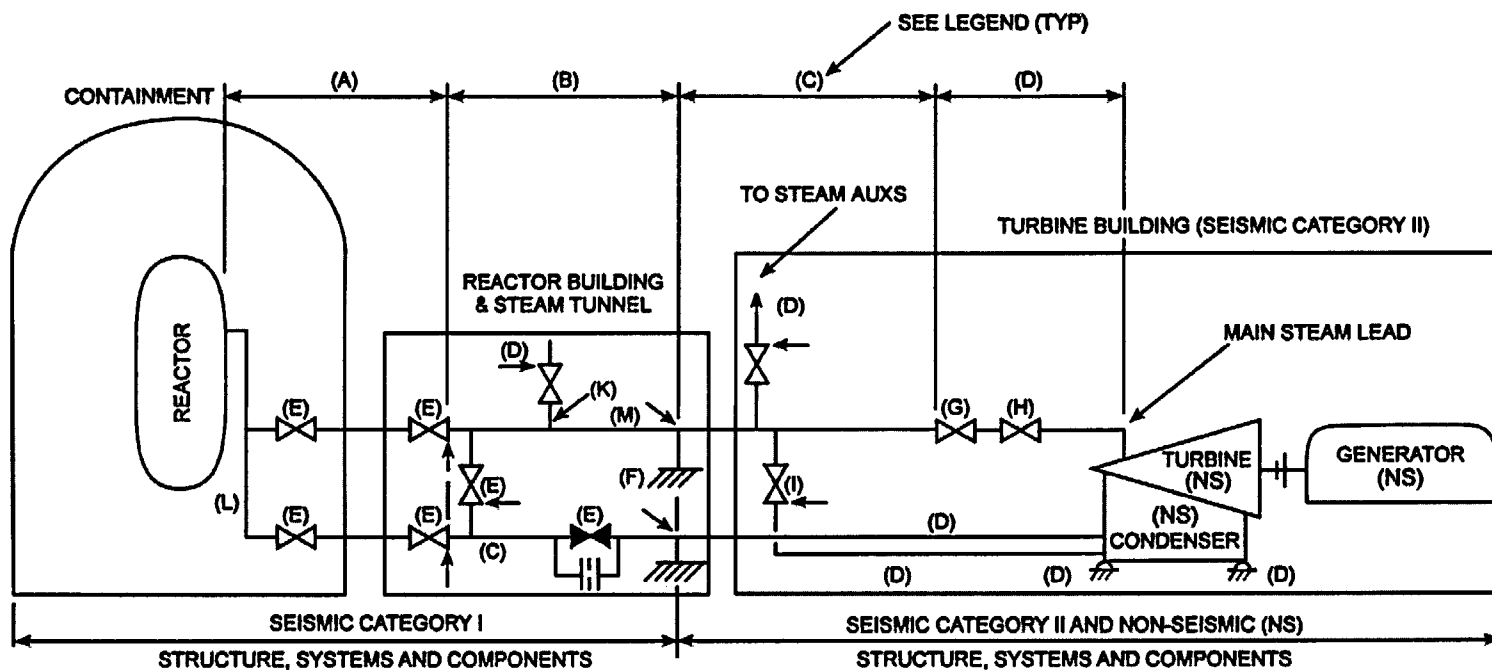 SEE LEGEND (TYP)
(A)
(B)
(C)
(D)
CONTAINMENT
TO STEAM AUXS
TURBINE BUILDING (SEISMIC CATEGORY II)
REACTOR BUILDING
& STEAM TUNNEL
(D)
MAIN STEAM LEAD
REACTOR
(D)
(K)
(E)
(E)
(M)
(G)
(H)
(L)
(E)
(F)
(I)
TURBINE
(NS)
GENERATOR
(NS)
(E)
(E)
(C)
(E)
(D)
(NS)
CONDENSER
(D)
(D)
(D)
SEISMIC CATEGORY I
STRUCTURE, SYSTEMS AND COMPONENTS
SEISMIC CATEGORY II AND NON-SEISMIC (NS)
STRUCTURE, SYSTEMS AND COMPONENTS